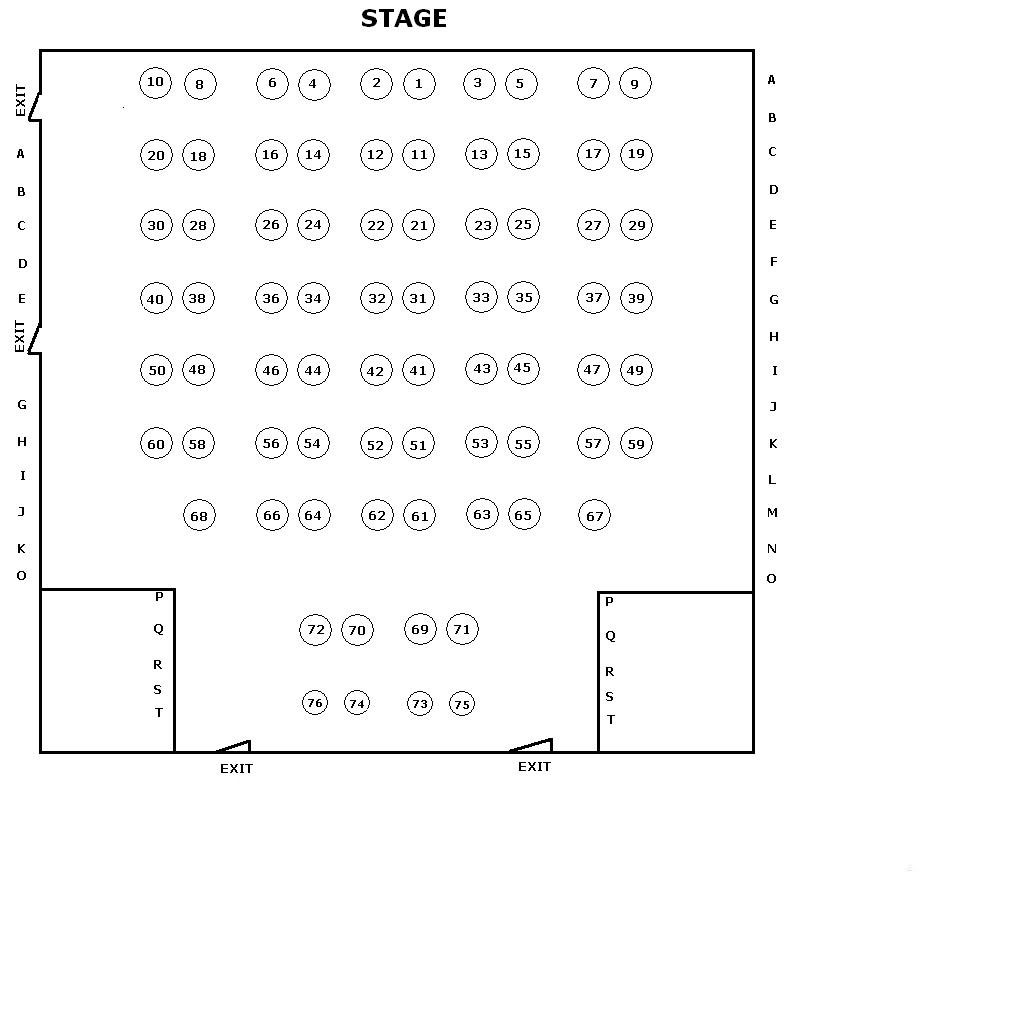 STAGE
10 8 6 4 2 1 3 5 7 9 A
EXIT
B
A 20 18 16 14 12 11 13 15 17 19 C
B D
C 30 28 26 24 22 21 23 25 27 29 E
D F
E 40 38 36 34 32 31 33 35 37 39 G
EXIT H
50 48 46 44 42 41 43 45 47 49 I
G J
H 60 58 56 54 52 51 53 55 57 59 K
I L
J 68 66 64 62 61 63 65 67 M
K N
O O
P P
Q 72 70 69 71 Q
R R
S 76 74 73 75 S
T T
EXIT EXIT